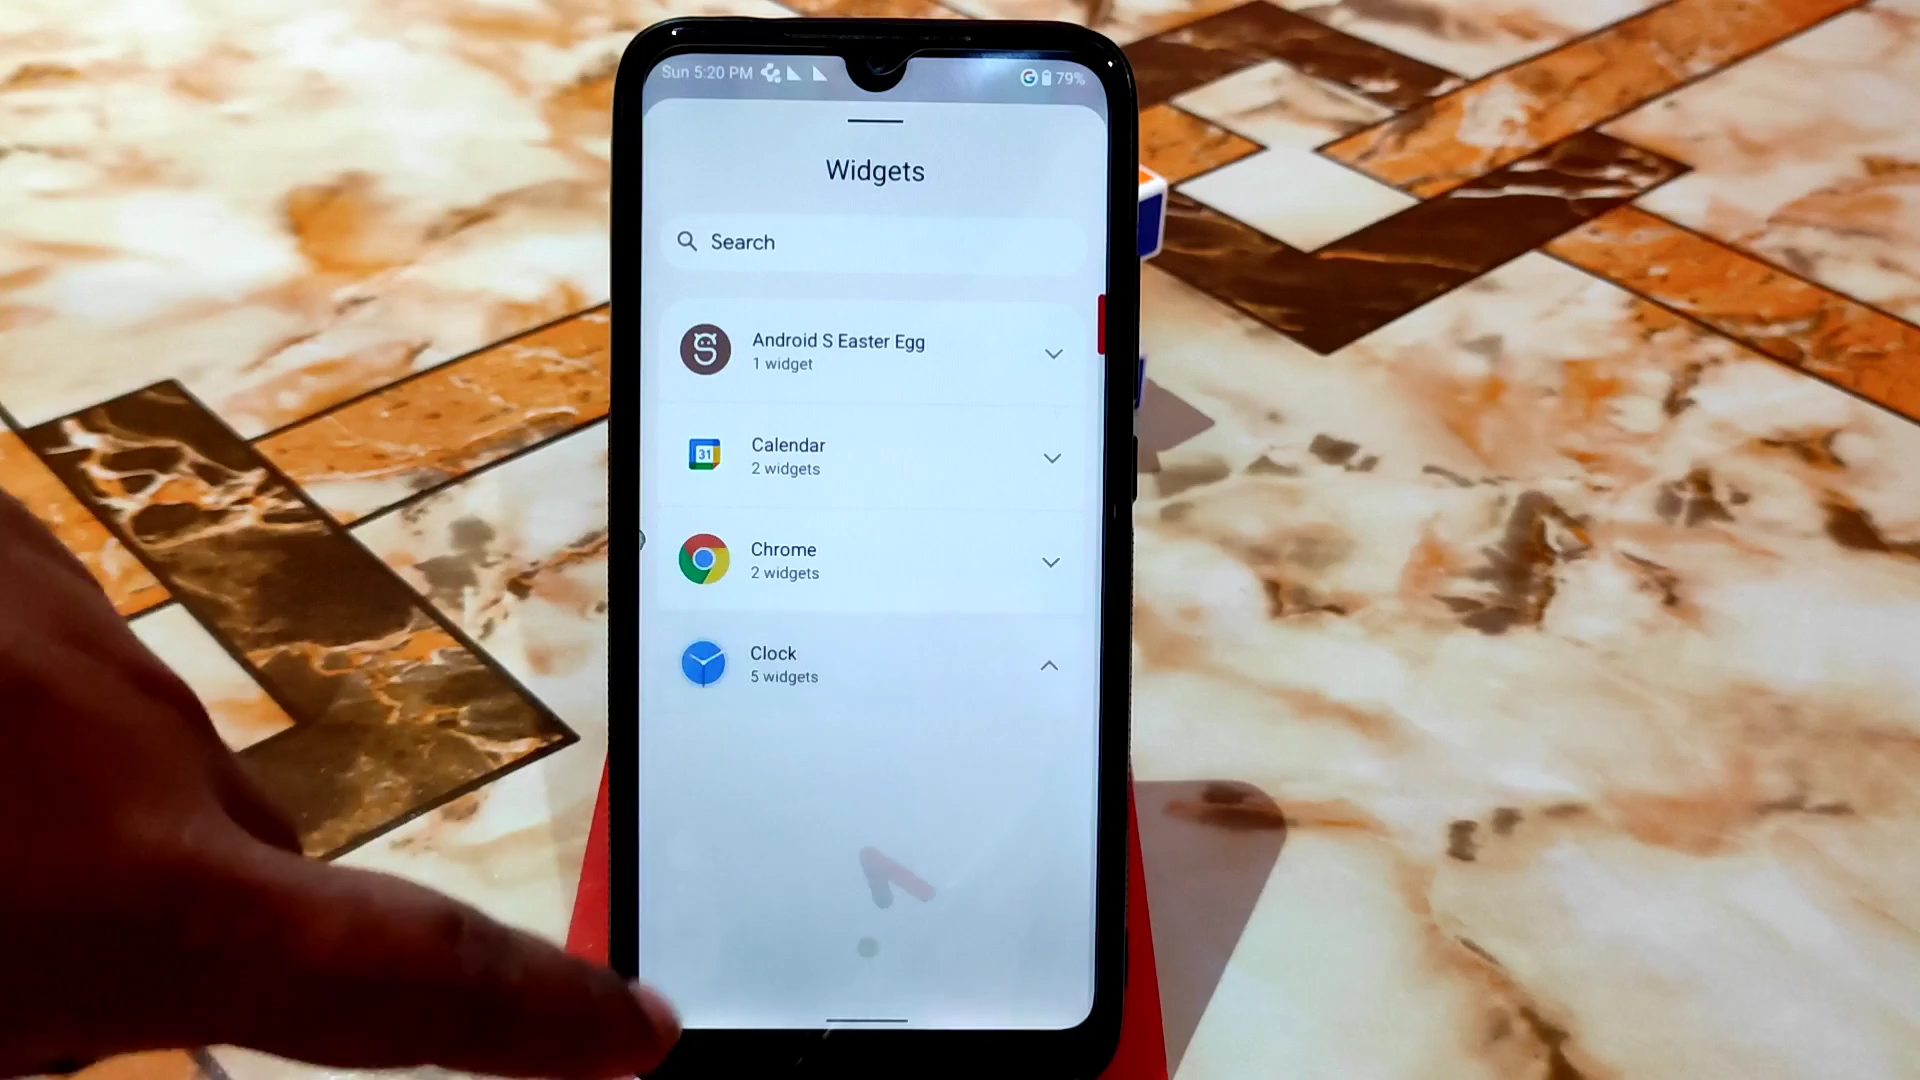 Sun 5:20 PM
G 79%
Widgets
Search
Android S Easter Egg
1 widget
31
Calendar
2 widgets
Chrome
2 widgets
Clock
5 widgets